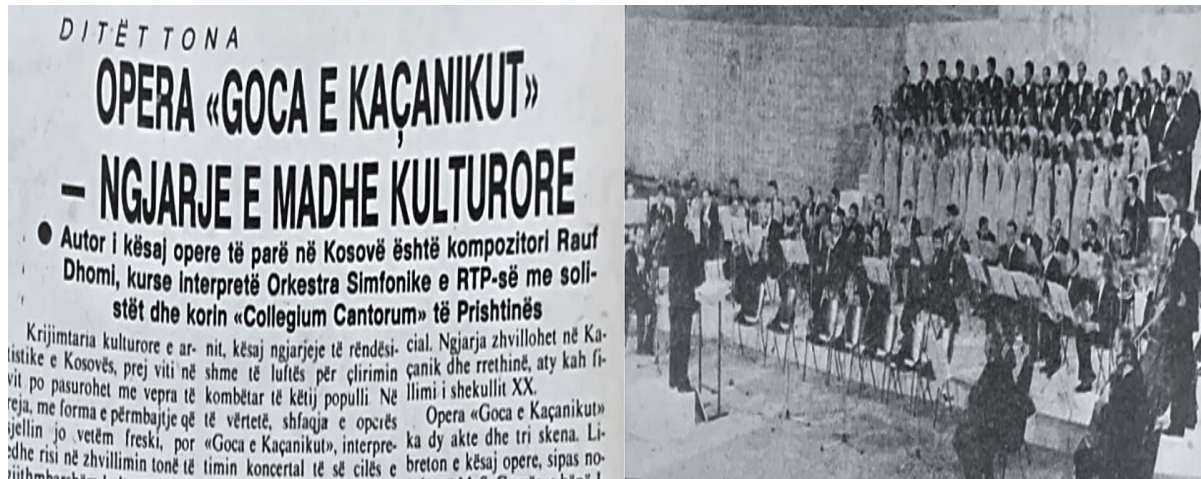 DITËT TONA
OPERA «GOCA E KAÇANIKUT»
– NGJARJE E MADHE KULTURORE
● Autor i kësaj opere të parë në Kosovë është kompozitori Rauf
Dhomi, kurse interpretë Orkestra Simfonike e RTP-së me soli-
stët dhe korin «Collegium Cantorum» të Prishtinës
Krijimtaria kulturore e ar-
tistike e Kosovës, prej viti në
vit po pasurohet me vepra të
reja, me forma e përmbajtje që
sjellin jo vetëm freski, por
edhe risi në zhvillimin tonë të
nit, kësaj ngjarjeje të rëndësi-
shme të luftës për çlirimin
kombëtar të këtij populli. Në
të vërtetë, shfaqja e operës
«Goca e Kaçanikut», interpre-
timin koncertal të së cilës e
cial. Ngjarja zhvillohet në Ka-
çanik dhe rrethinë, aty kah fi-
llimi i shekullit XX.
Opera «Goca e Kaçanikut»
ka dy akte dhe tri skena. Li-
breton e kësaj opere, sipas no-